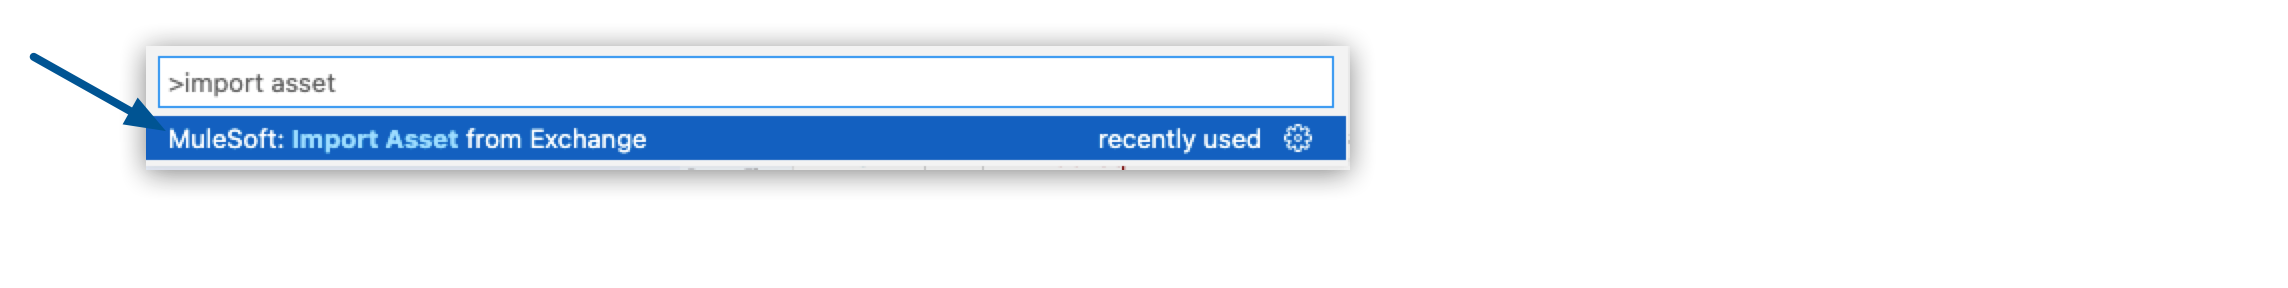 >import asset
MuleSoft: Import Asset from Exchange recently used